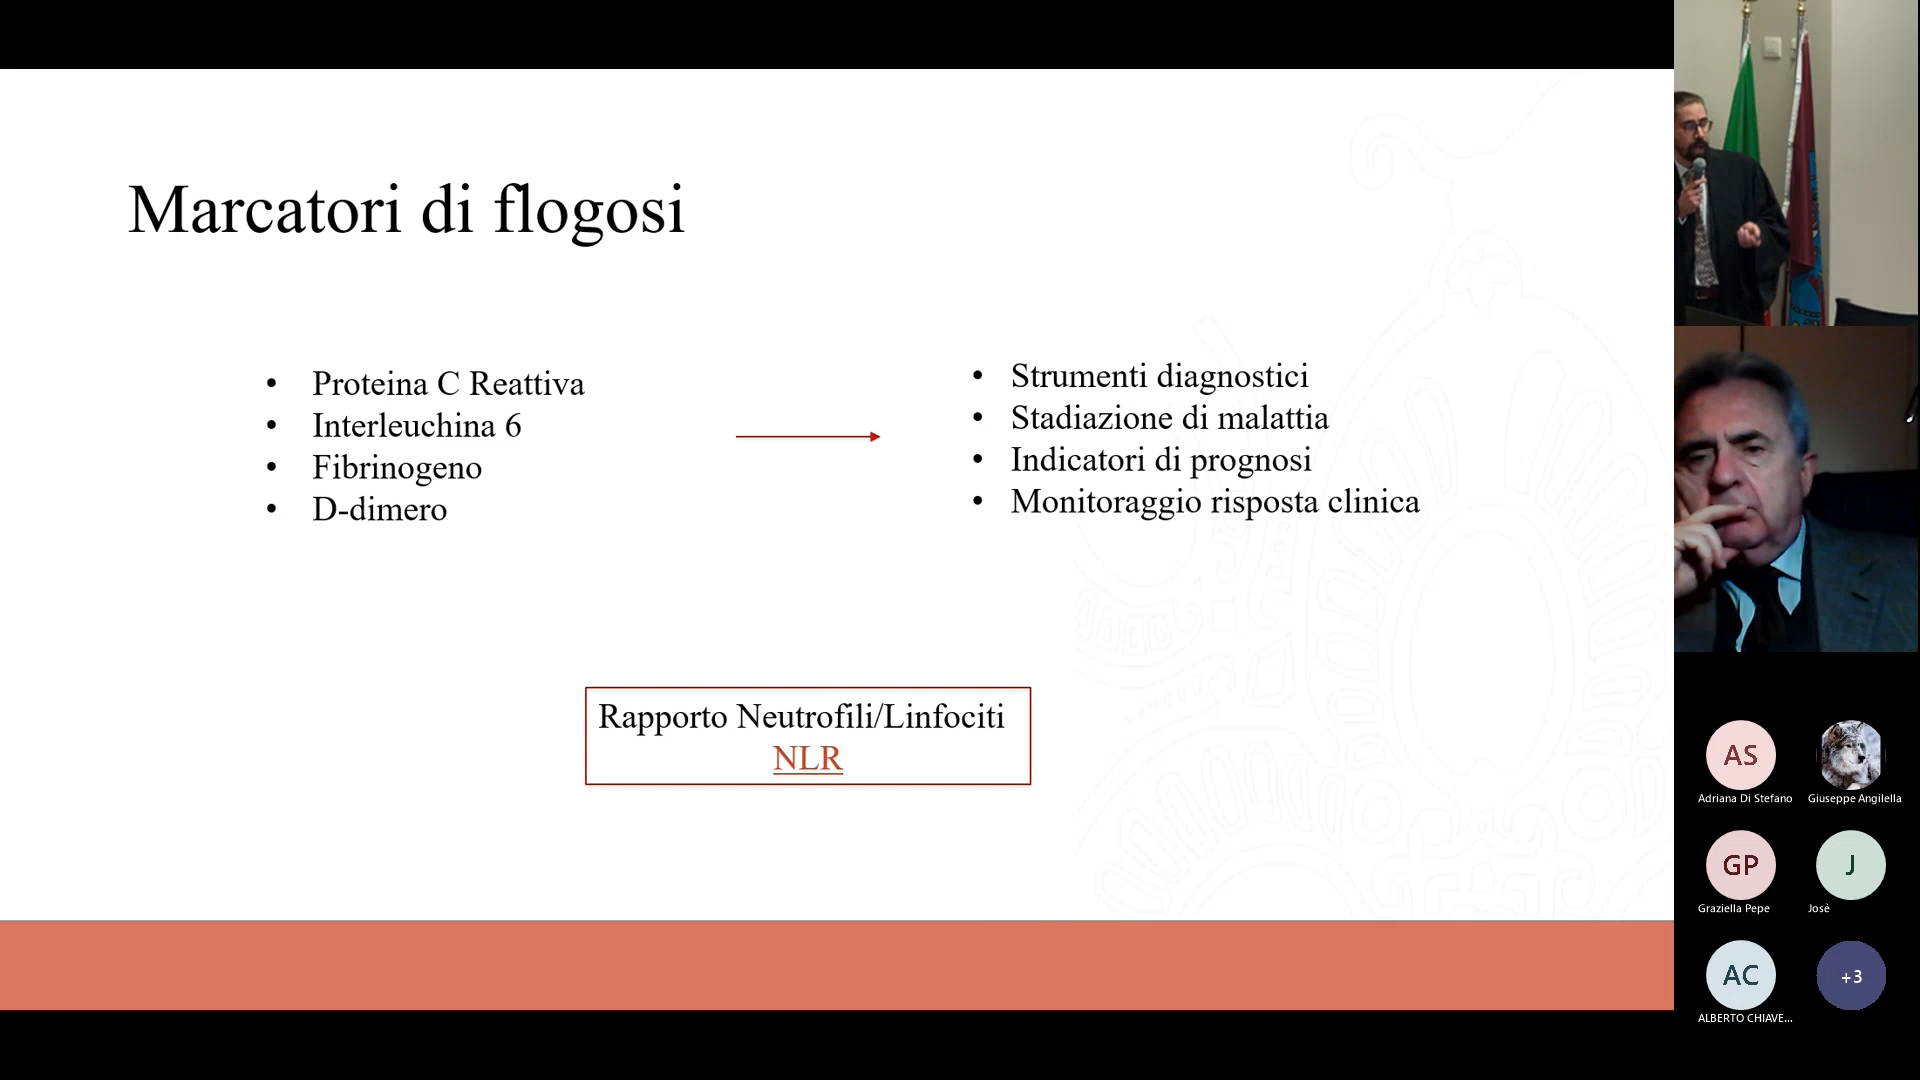 Marcatori di flogosi
• Proteina C Reattiva
• Interleuchina 6
• Fibrinogeno
• D-dimero
• Strumenti diagnostici
• Stadiazione di malattia
• Indicatori di prognosi
• Monitoraggio risposta clinica
Rapporto Neutrofili/Linfociti
NLR
AS
Adriana Di Stefano
Giuseppe Angilella
GP
Graziella Pepe
J
Josè
AC
ALBERTO CHIAVE...
+3